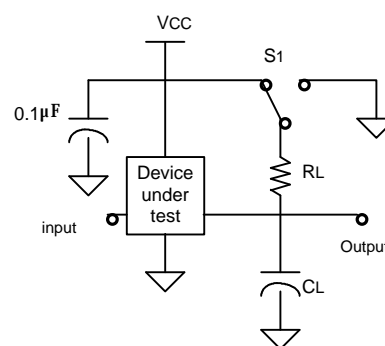 VCC
S1
0.1μF
RL
Device
under
test
input
Output
CL